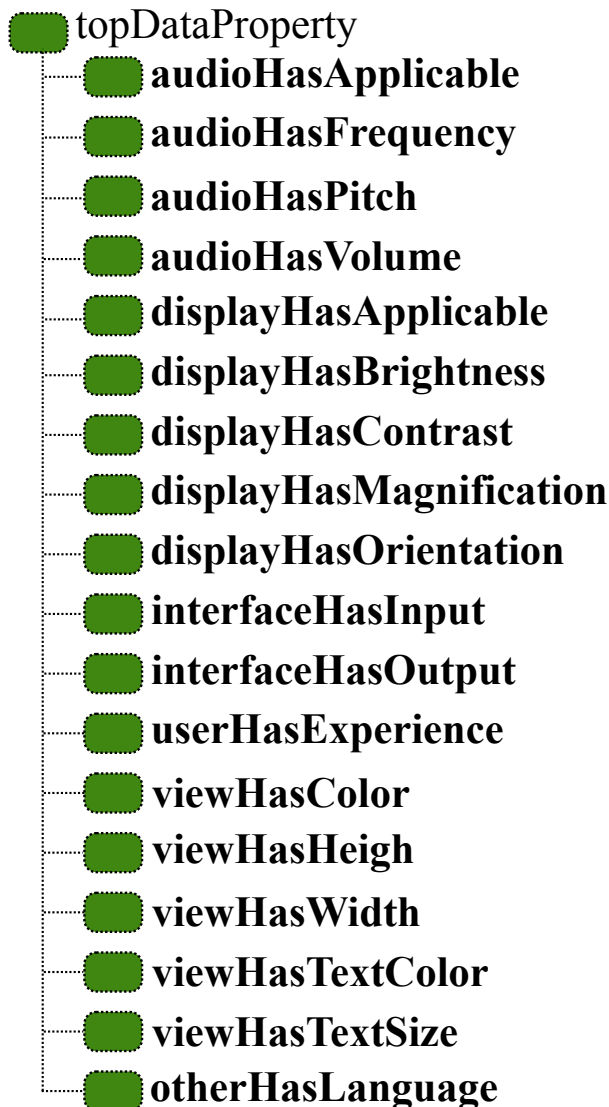 topDataProperty
audioHasApplicable
audioHasFrequency
audioHasPitch
audioHasVolume
displayHasApplicable
displayHasBrightness
displayHasContrast
displayHasMagnification
displayHasOrientation
interfaceHasInput
interfaceHasOutput
userHasExperience
viewHasColor
viewHasHeigh
viewHasWidth
viewHasTextColor
viewHasTextSize
otherHasLanguage